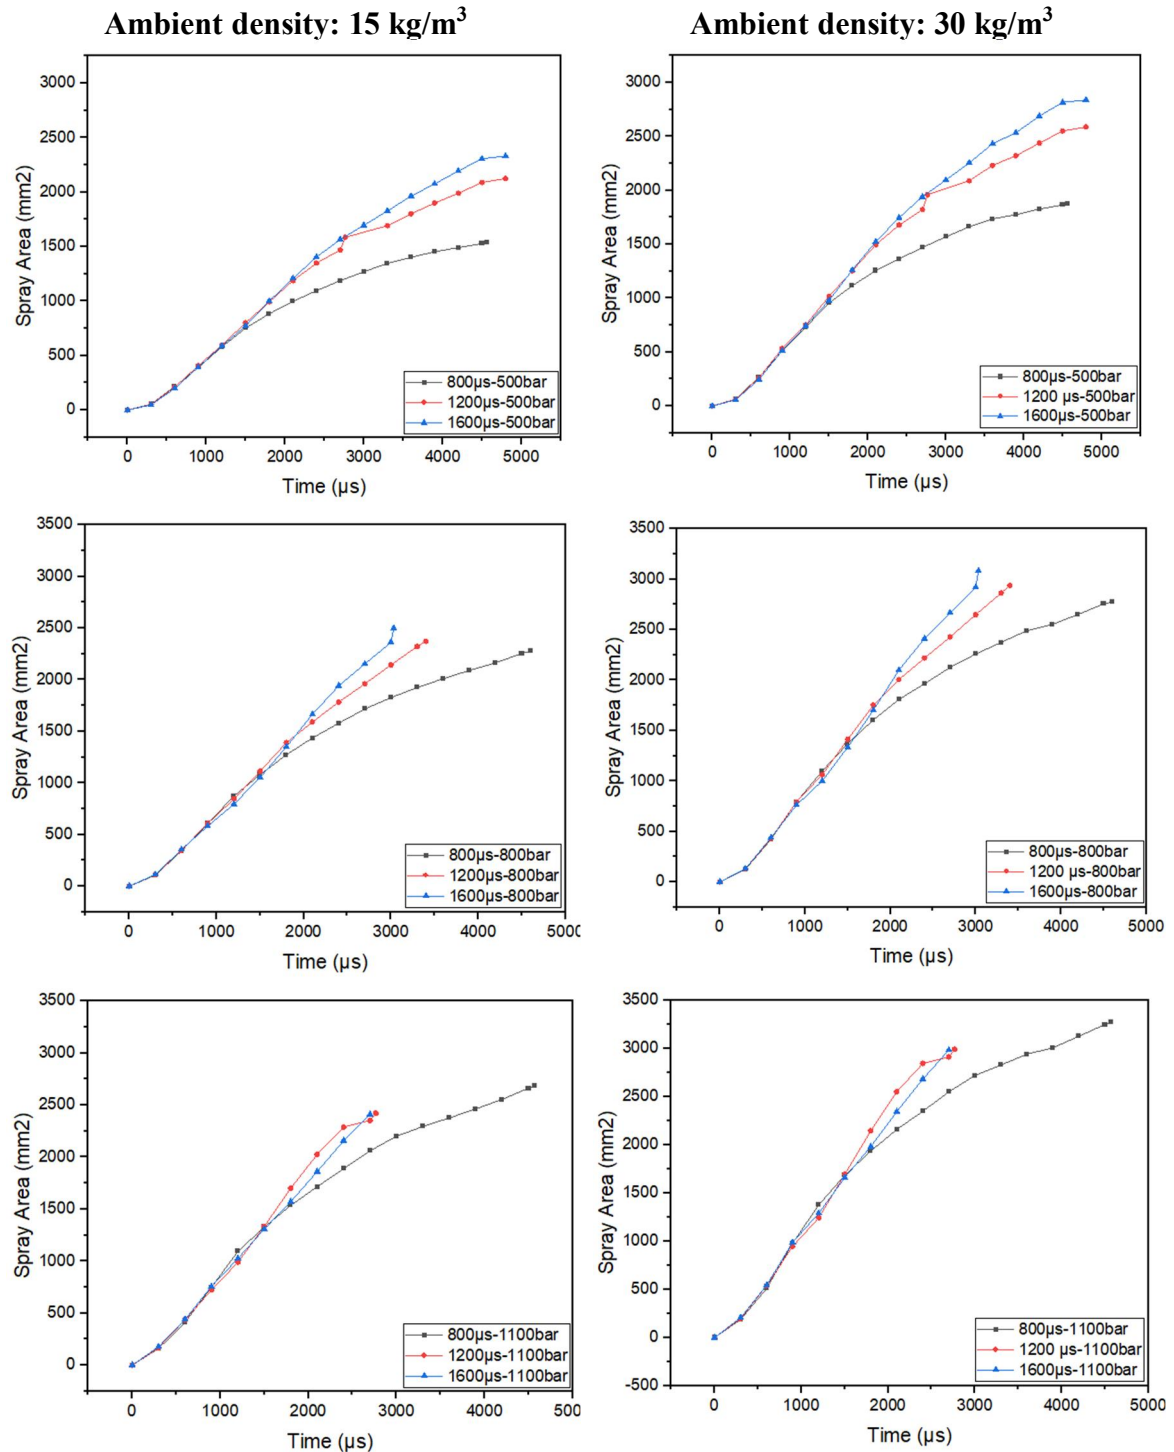 Ambient density: 15 kg/m3
Ambient density: 30 kg/m3
3000
2500
2000
1500
1000
500
0
Spray Area (mm2)
800µs-500bar
1200µs-500bar
1600µs-500bar
0 1000 2000 3000 4000 5000
Time (µs)
3000
2500
2000
1500
1000
500
0
Spray Area (mm2)
800µs-500bar
1200 µs-500bar
1600µs-500bar
0 1000 2000 3000 4000 5000
Time (µs)
3500
3000
2500
2000
1500
1000
500
0
Spray Area (mm2)
800µs-800bar
1200µs-800bar
1600µs-800bar
0 1000 2000 3000 4000 5000
Time (µs)
3500
3000
2500
2000
1500
1000
500
0
Spray Area (mm2)
800µs-800bar
1200 µs-800bar
1600µs-800bar
0 1000 2000 3000 4000 5000
Time (µs)
3500
3000
2500
2000
1500
1000
500
0
Spray Area (mm2)
800µs-1100bar
1200µs-1100bar
1600µs-1100bar
0 1000 2000 3000 4000 5000
Time (µs)
3500
3000
2500
2000
1500
1000
500
0
-500
Spray Area (mm2)
800µs-1100bar
1200 µs-1100bar
1600µs-1100bar
0 1000 2000 3000 4000 5000
Time (µs)